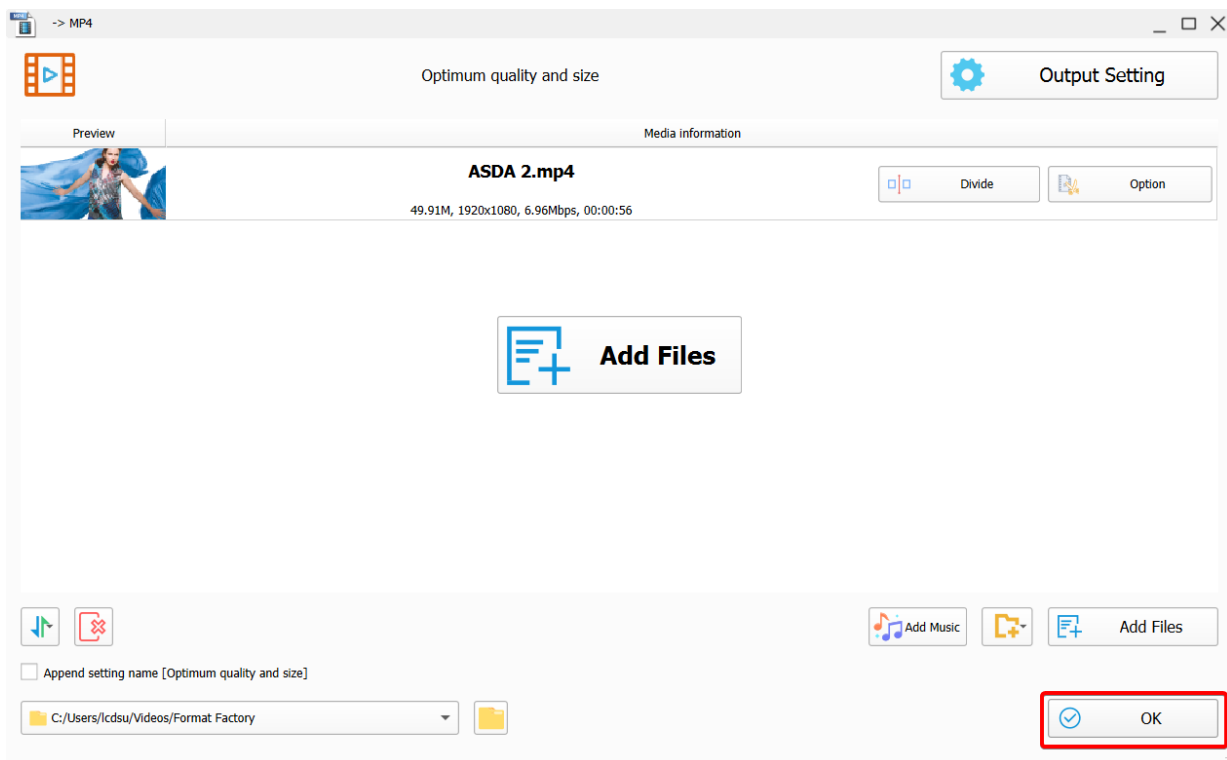 -> MP4
Optimum quality and size
Output Setting
Preview
Media information
ASDA 2.mp4
49.91M, 1920x1080, 6.96Mbps, 00:00:56
Divide
Option
Add Files
Add Music
Add Files
Append setting name [Optimum quality and size]
C:/Users/lcdsu/Videos/Format Factory
OK